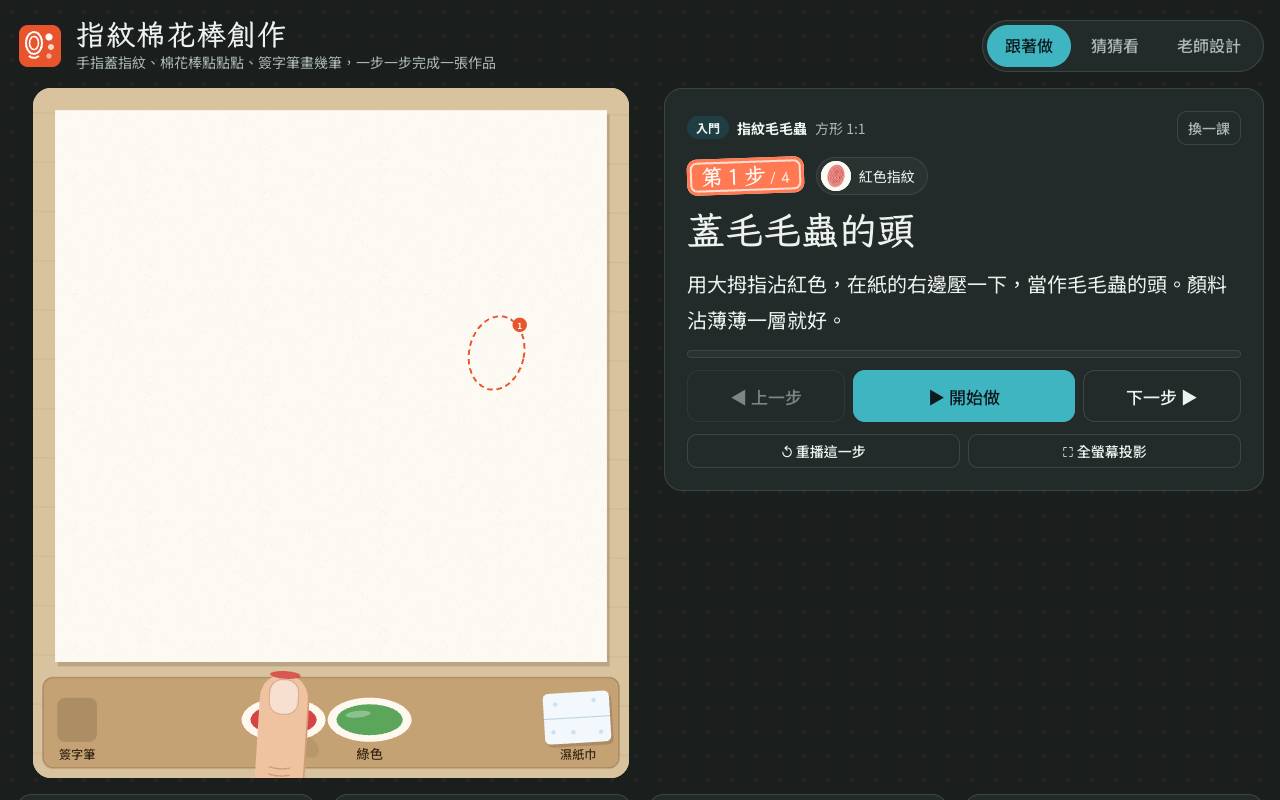 指紋棉花棒創作
手指蓋指紋、棉花棒點點點、簽字筆畫幾筆，一步一步完成一張作品
跟著做
猜猜看
老師設計
入門
指紋毛毛蟲
方形 1:1
換一課
第 1 步 / 4
紅色指紋
蓋毛毛蟲的頭
用大拇指沾紅色，在紙的右邊壓一下，當作毛毛蟲的頭。顏料
沾薄薄一層就好。
◀ 上一步
▶ 開始做
下一步 ▶
↺ 重播這一步
⛶ 全螢幕投影
1
簽字筆
綠色
濕紙巾